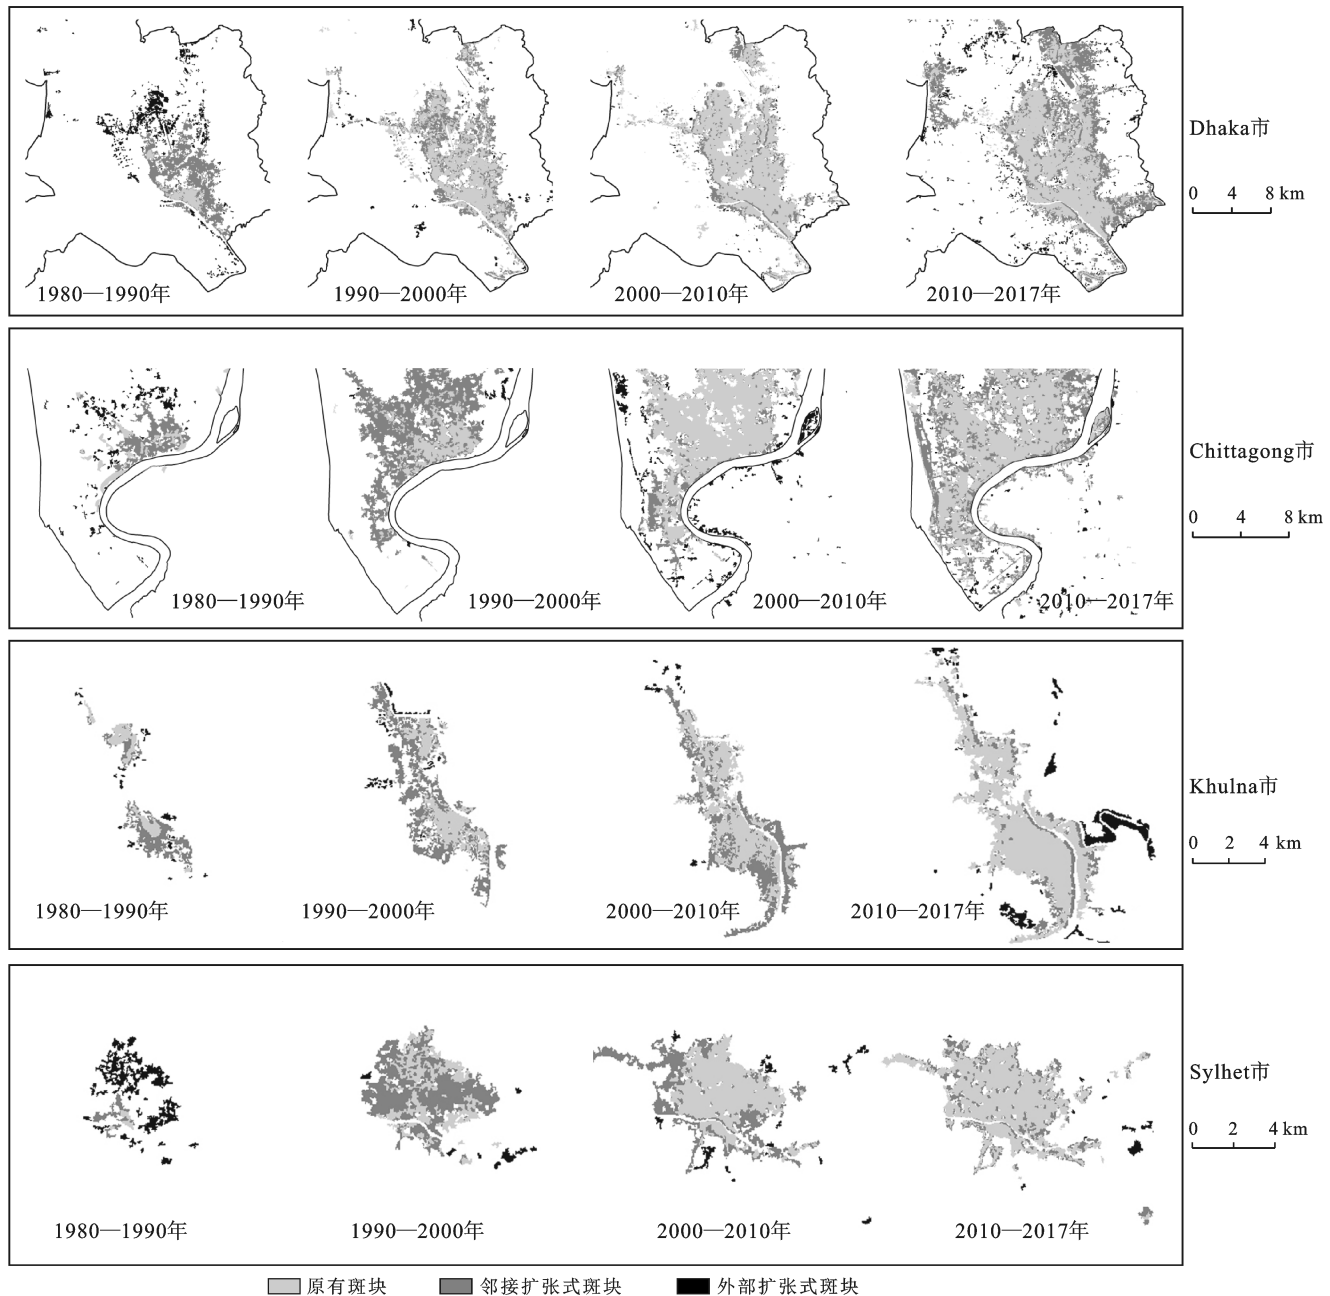 1980—1990年
1990—2000年
2000—2010年
2010—2017年
Dhaka市
0 4 8 km
1980—1990年
1990—2000年
2000—2010年
2010—2017年
Chittagong市
0 4 8 km
1980—1990年
1990—2000年
2000—2010年
2010—2017年
Khulna市
0 2 4 km
1980—1990年
1990—2000年
2000—2010年
2010—2017年
Sylhet市
0 2 4 km
原有斑块 邻接扩张式斑块 外部扩张式斑块